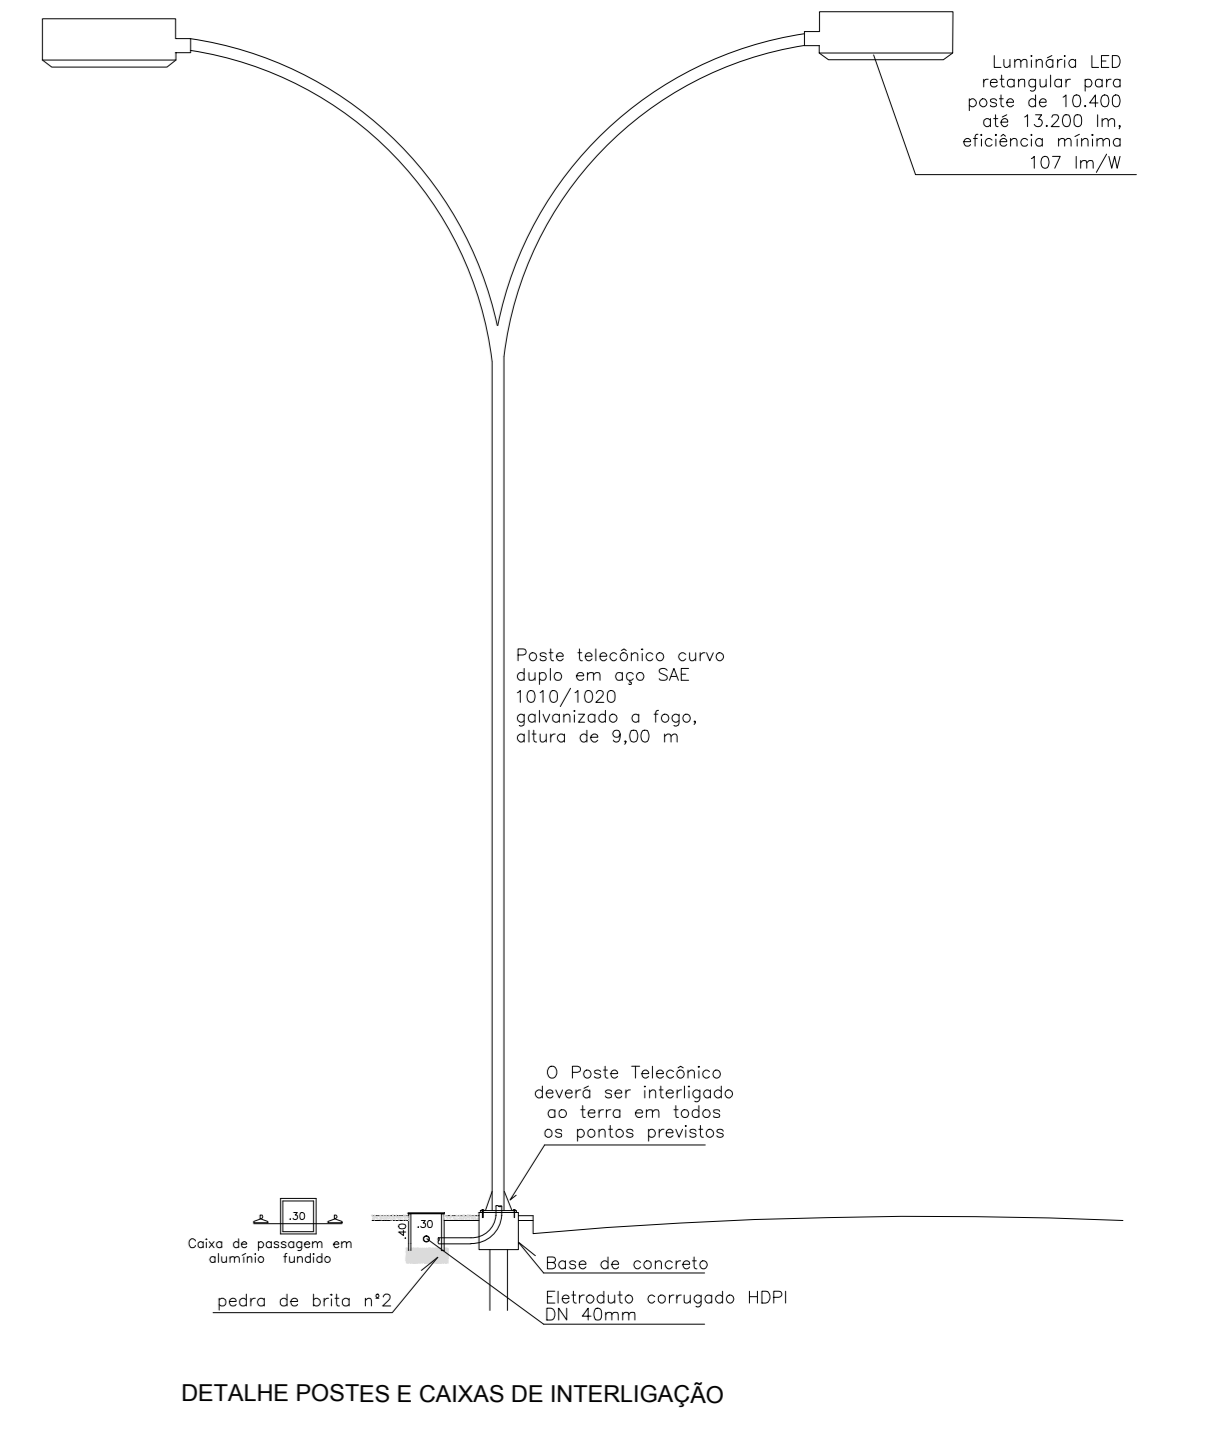 Luminária LED
retangular para
poste de 10.400
até 13.200 lm,
eficiência mínima
107 lm/W
Poste telecônico curvo
duplo em aço SAE
1010/1020
galvanizado a fogo,
altura de 9,00 m
O Poste Telecônico
deverá ser interligado
ao terra em todos
os pontos previstos
.30
Caixa de passagem em
alumínio fundido
.40
.30
Base de concreto
pedra de brita n°2
Eletroduto corrugado HDPI
DN 40mm
DETALHE POSTES E CAIXAS DE INTERLIGAÇÃO